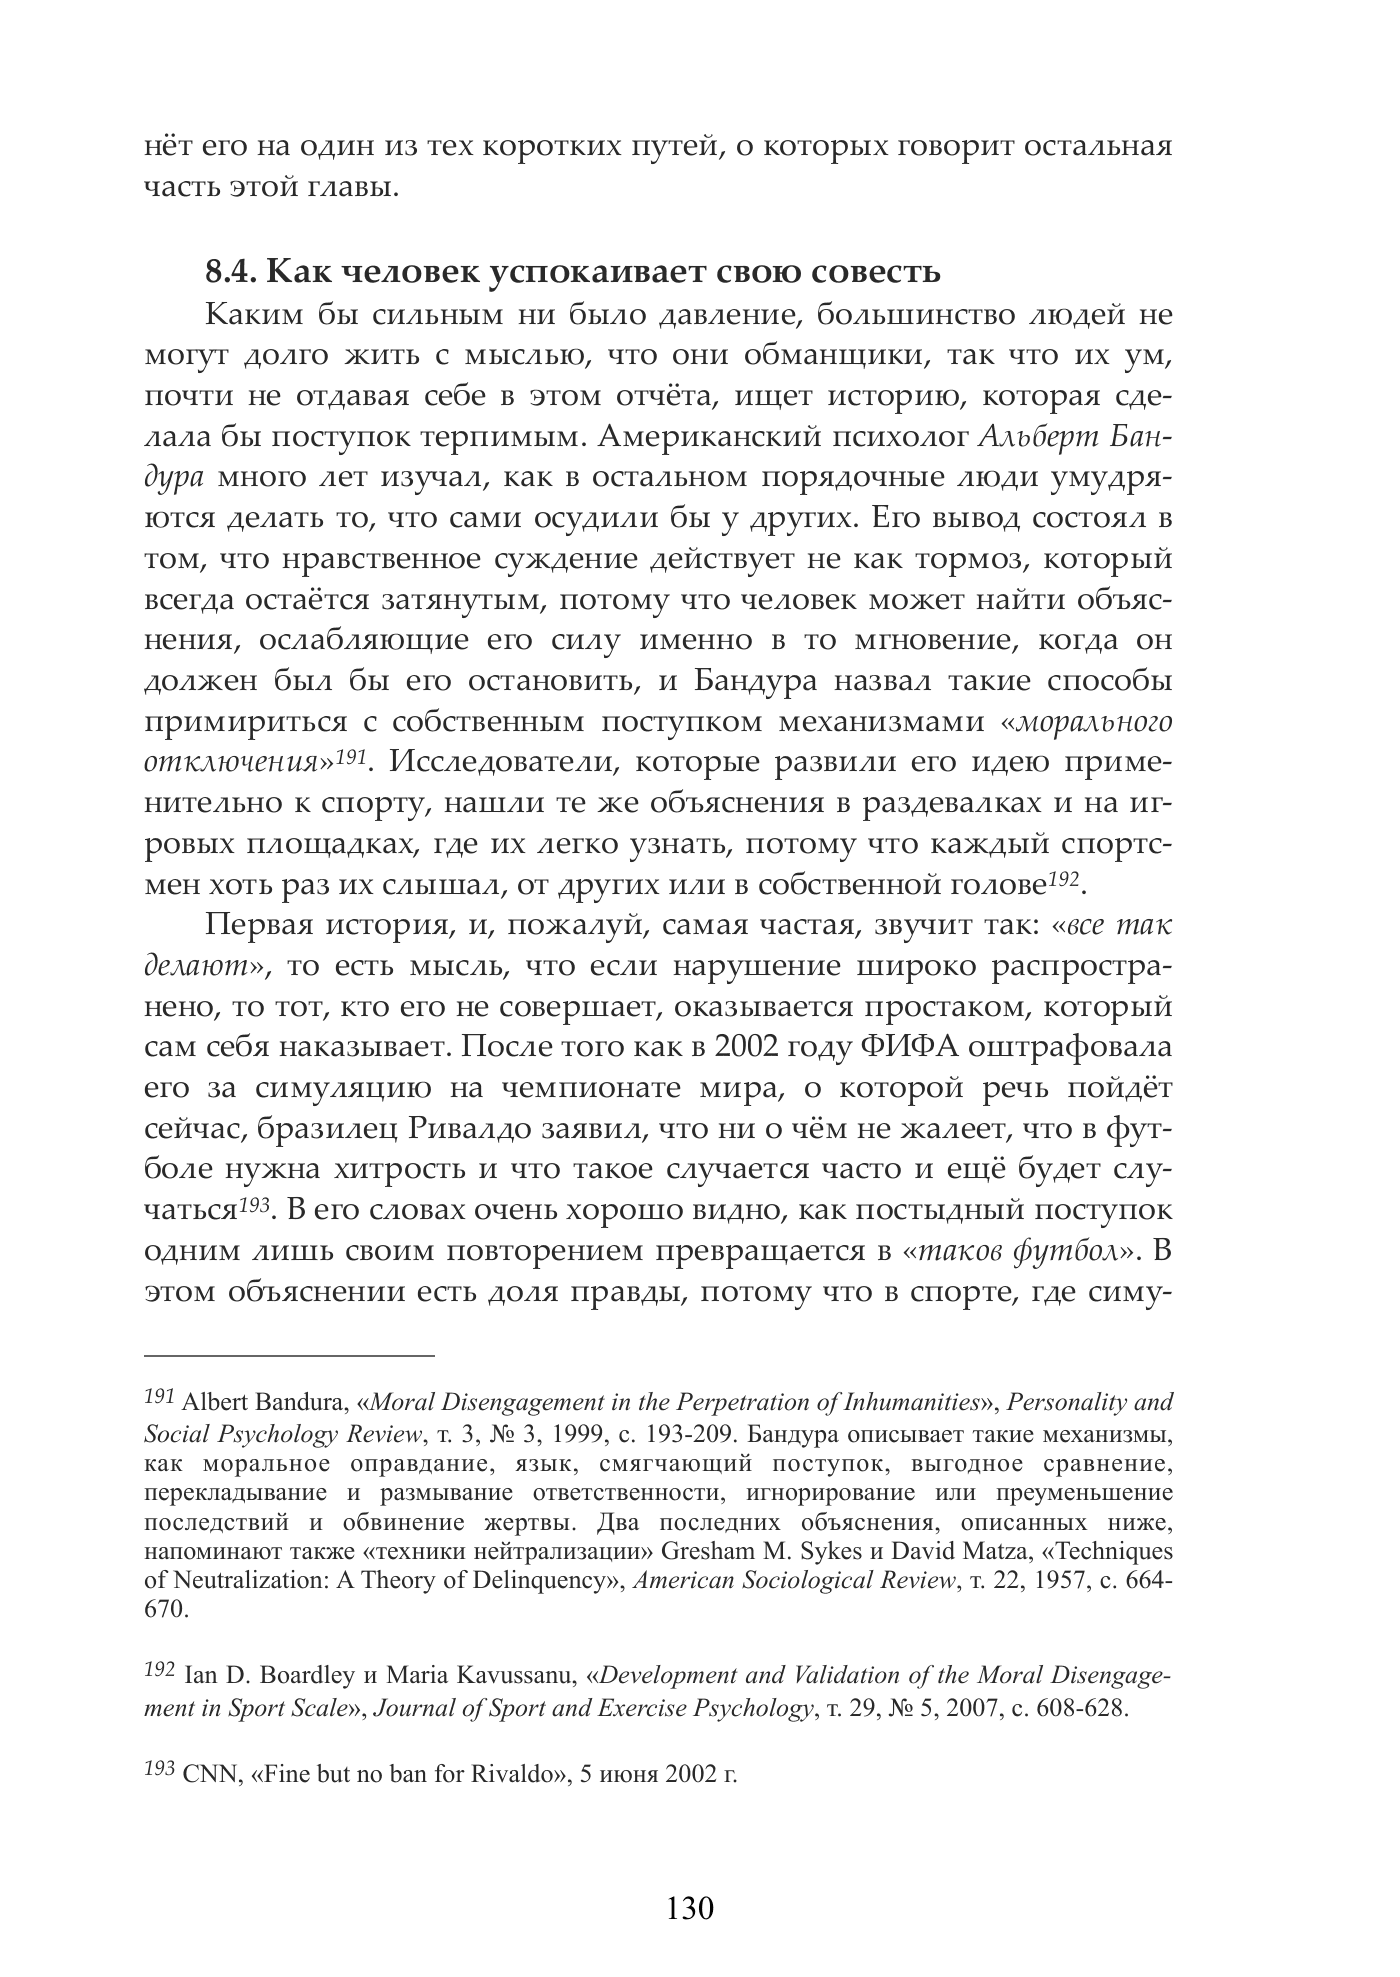 нёт его на один из тех коротких путей, о которых говорит остальная
часть этой главы.
8.4. Как человек успокаивает свою совесть
Каким бы сильным ни было давление, большинство людей не
могут долго жить с мыслью, что они обманщики, так что их ум,
почти не отдавая себе в этом отчёта, ищет историю, которая сде-
лала бы поступок терпимым. Американский психолог Альберт Бан-
дура много лет изучал, как в остальном порядочные люди умудря-
ются делать то, что сами осудили бы у других. Его вывод состоял в
том, что нравственное суждение действует не как тормоз, который
всегда остаётся затянутым, потому что человек может найти объяс-
нения, ослабляющие его силу именно в то мгновение, когда он
должен был бы его остановить, и Бандура назвал такие способы
примириться с собственным поступком механизмами «морального
отключения»191. Исследователи, которые развили его идею приме-
нительно к спорту, нашли те же объяснения в раздевалках и на иг-
ровых площадках, где их легко узнать, потому что каждый спортс-
мен хоть раз их слышал, от других или в собственной голове192.
Первая история, и, пожалуй, самая частая, звучит так: «все так
делают», то есть мысль, что если нарушение широко распростра-
нено, то тот, кто его не совершает, оказывается простаком, который
сам себя наказывает. После того как в 2002 году ФИФА оштрафовала
его за симуляцию на чемпионате мира, о которой речь пойдёт
сейчас, бразилец Ривалдо заявил, что ни о чём не жалеет, что в фут-
боле нужна хитрость и что такое случается часто и ещё будет слу-
чаться193. В его словах очень хорошо видно, как постыдный поступок
одним лишь своим повторением превращается в «таков футбол». В
этом объяснении есть доля правды, потому что в спорте, где симу-
191 Albert Bandura, «Moral Disengagement in the Perpetration of Inhumanities», Personality and
Social Psychology Review, т. 3, № 3, 1999, с. 193-209. Бандура описывает такие механизмы,
как моральное оправдание, язык, смягчающий поступок, выгодное сравнение,
перекладывание и размывание ответственности, игнорирование или преуменьшение
последствий и обвинение жертвы. Два последних объяснения, описанных ниже,
напоминают также «техники нейтрализации» Gresham M. Sykes и David Matza, «Techniques
of Neutralization: A Theory of Delinquency», American Sociological Review, т. 22, 1957, с. 664-
670.
192 Ian D. Boardley и Maria Kavussanu, «Development and Validation of the Moral Disengage-
ment in Sport Scale», Journal of Sport and Exercise Psychology, т. 29, № 5, 2007, с. 608-628.
193 CNN, «Fine but no ban for Rivaldo», 5 июня 2002 г.
130